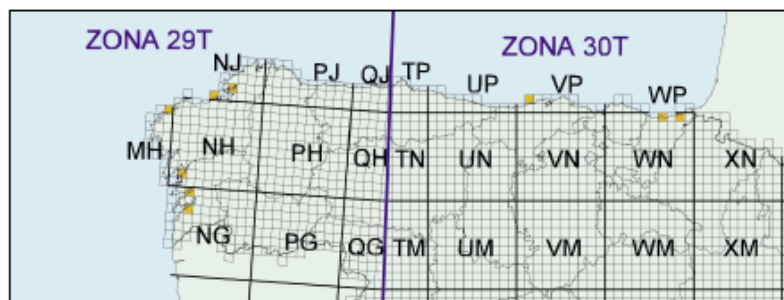 ZONA 29T
ZONA 30T
NJ
PJ
QJ
TP
UP
VP
WP
MH
NH
PH
QH
TN
UN
VN
WN
XN
NG
PG
QG
TM
UM
VM
WM
XM